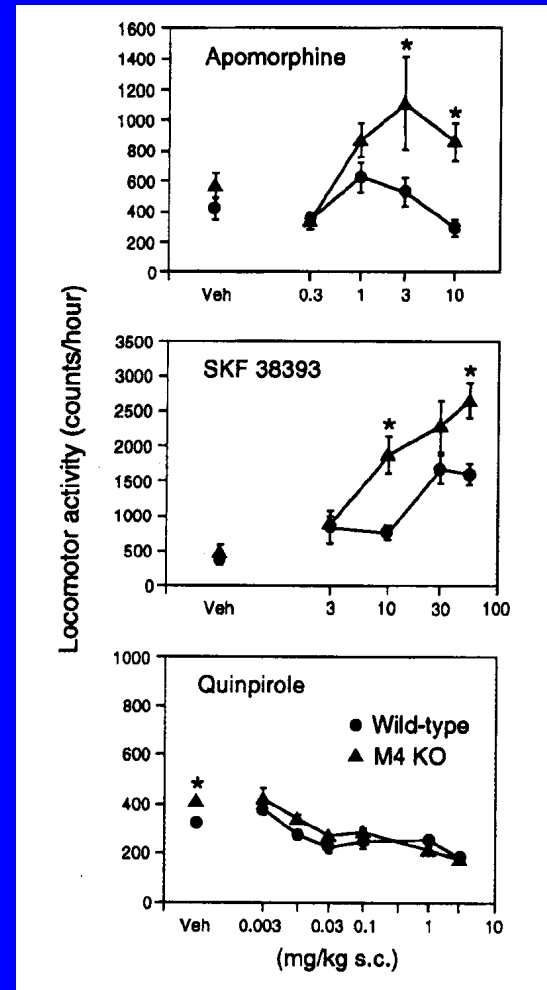 Locomotor activity (counts/hour)
Apomorphine
1600
1400
1200
1000
800
600
400
200
0
* *
Veh 0.3 1 3 10
SKF 38393
3500
3000
2500
2000
1500
1000
500
0
* *
Veh 3 10 30 100
Quinpirole
1000
800
600
400
200
0
● Wild-type
▲ M4 KO
*
Veh 0.003 0.03 0.1 1 10
(mg/kg s.c.)